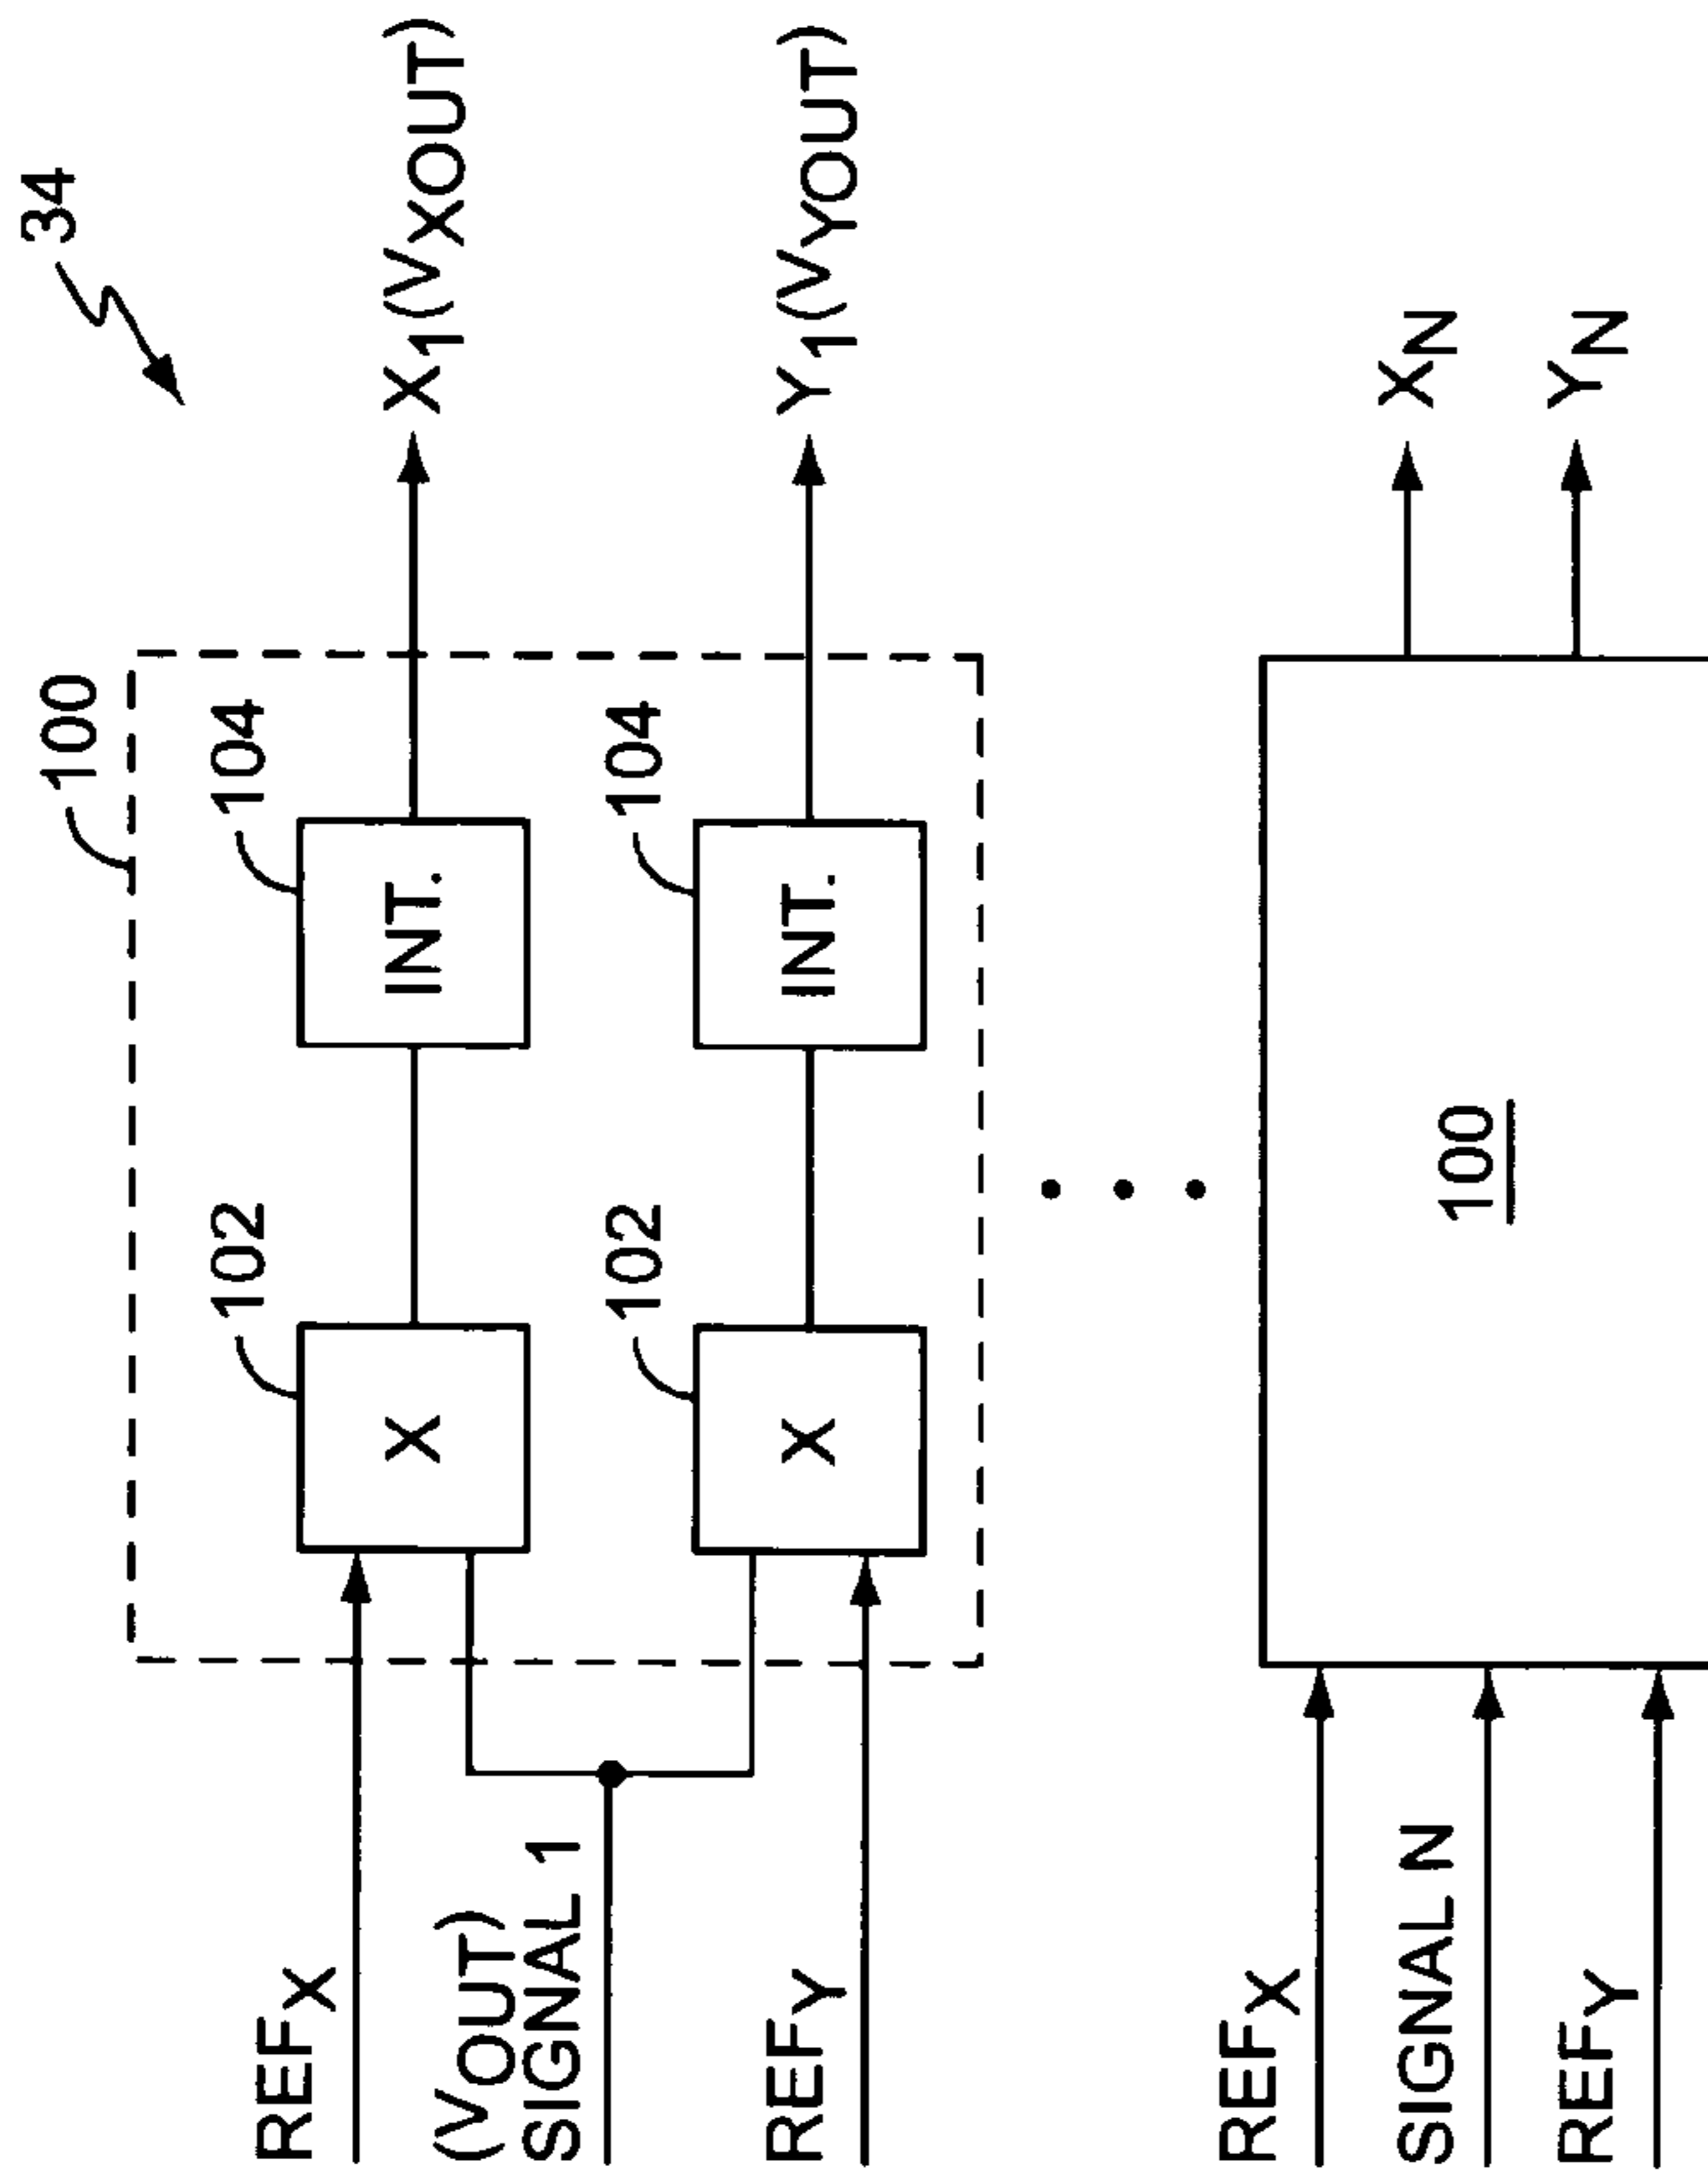 34
100
102
104
REFX
X
INT.
X1(VXOUT)
(VOUT)
SIGNAL 1
102
104
REFY
X
INT.
Y1(VYOUT)
REFX
XN
SIGNAL N
100
REFY
YN